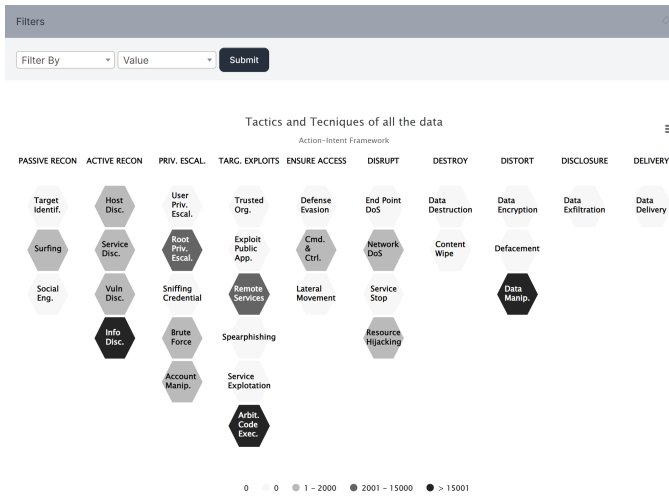 Filters
Filter By Value Submit
Tactics and Tecniques of all the data
Action-Intent Framework
PASSIVE RECON ACTIVE RECON PRIV. ESCAL. TARG. EXPLOITS ENSURE ACCESS DISRUPT DESTROY DISTORT DISCLOSURE DELIVERY
Target
Identif.
Host
Disc.
User
Priv.
Escal.
Trusted
Org.
Defense
Evasion
End Point
DoS
Data
Destruction
Data
Encryption
Data
Exfiltration
Data
Delivery
Surfing
Service
Disc.
Root
Priv.
Escal.
Exploit
Public
App.
Cmd.
&
Ctrl.
Network
DoS
Content
Wipe
Defacement
Social
Eng.
Vuln
Disc.
Sniffing
Credential
Remote
Services
Lateral
Movement
Service
Stop
Data
Manip.
Info
Disc.
Brute
Force
Spearphishing
Resource
Hijacking
Account
Manip.
Service
Explotation
Arbit.
Code
Exec.
0 0 1 - 2000 2001 - 15000 > 15001